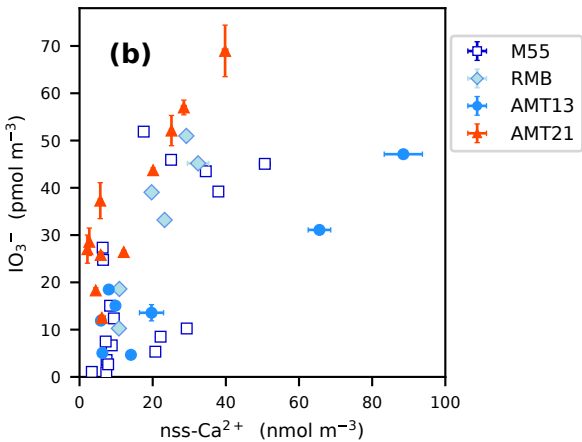 (b)
70
60
50
40
30
20
10
0
IO₃⁻ (pmol m⁻³)
0 20 40 60 80 100
nss-Ca²⁺ (nmol m⁻³)
M55
RMB
AMT13
AMT21